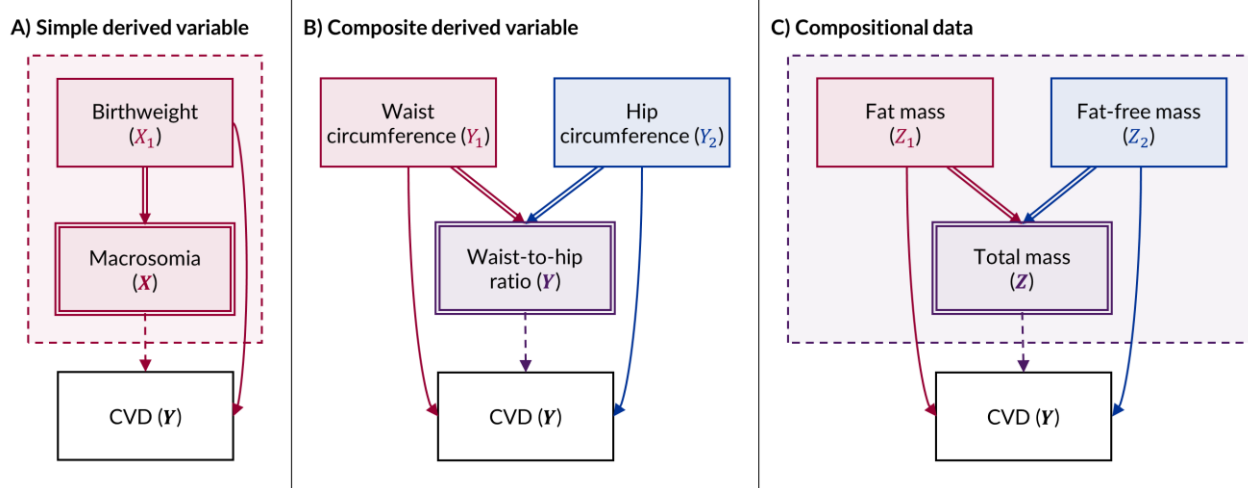 A) Simple derived variable
Birthweight
(X₁)
Macrosomia
(X)
CVD (Y)
B) Composite derived variable
Waist
circumference (Y₁)
Hip
circumference (Y₂)
Waist-to-hip
ratio (Y)
CVD (Y)
C) Compositional data
Fat mass
(Z₁)
Fat-free mass
(Z₂)
Total mass
(Z)
CVD (Y)